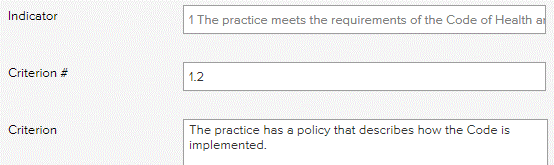 Indicator
1 The practice meets the requirements of the Code of Health
Criterion #
1.2
Criterion
The practice has a policy that describes how the Code is
implemented.